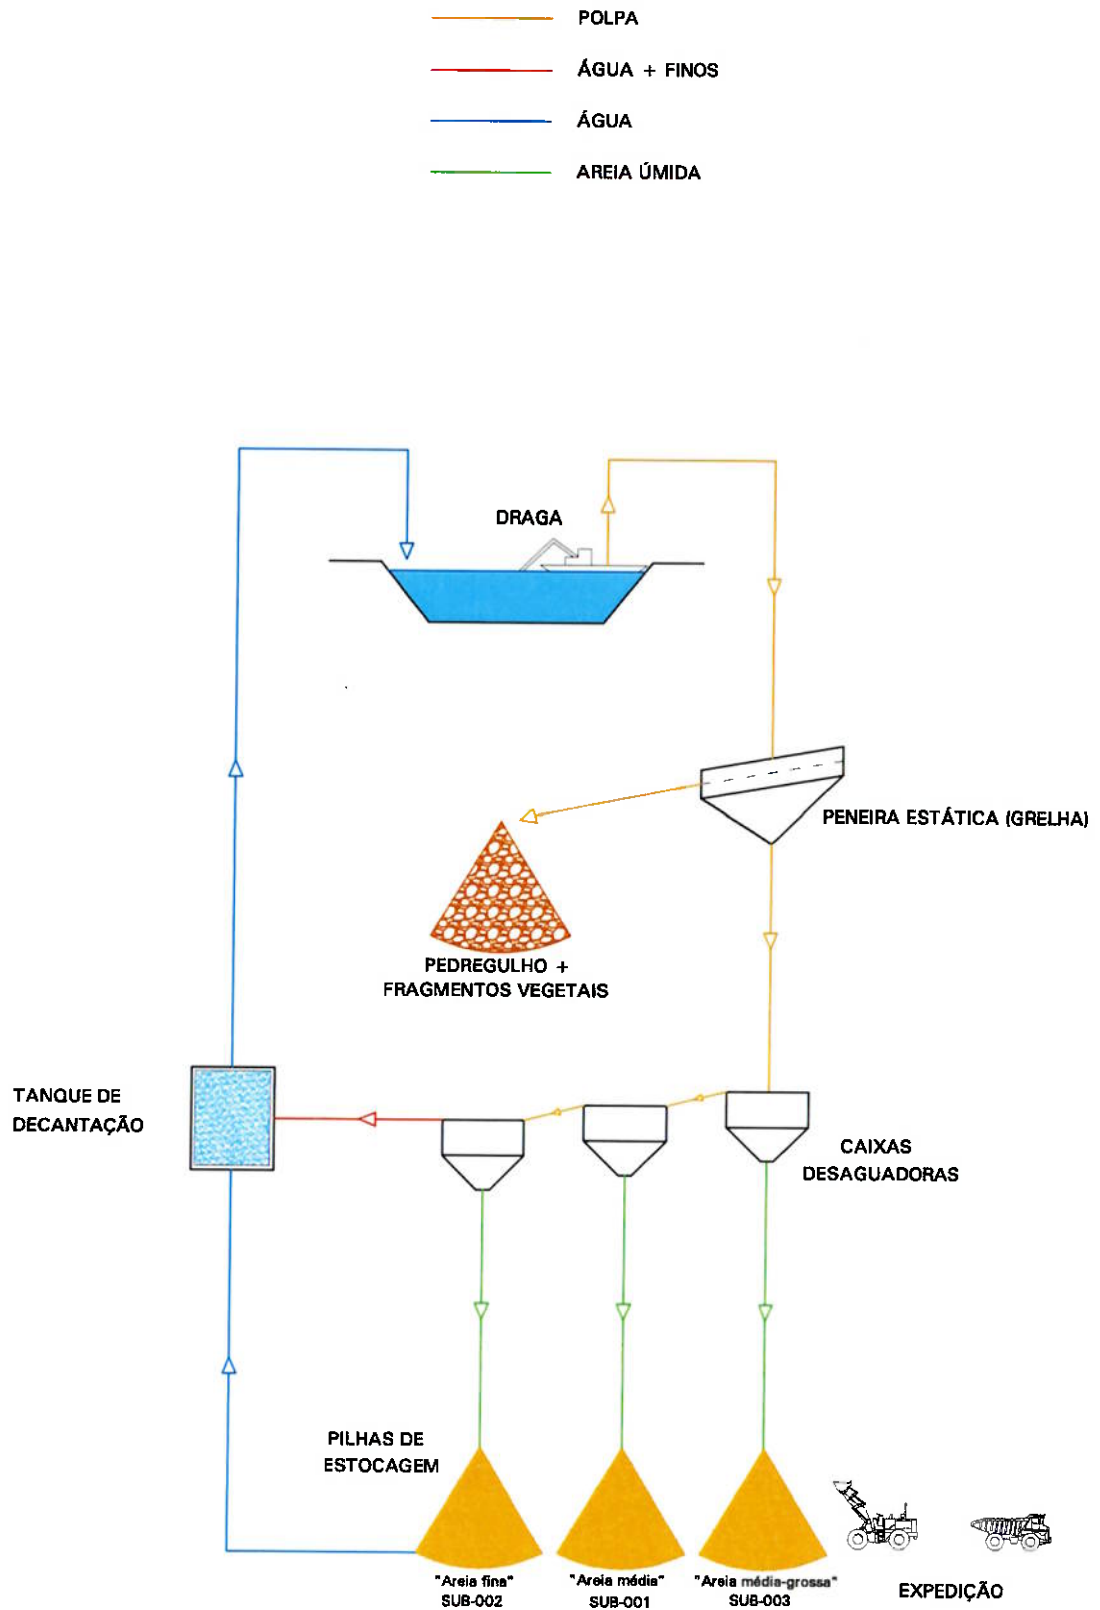 POLPA
ÁGUA + FINOS
ÁGUA
AREIA ÚMIDA
DRAGA
PENEIRA ESTÁTICA (GRELHA)
PEDREGULHO +
FRAGMENTOS VEGETAIS
TANQUE DE
DECANTAÇÃO
CAIXAS
DESAGUADORAS
PILHAS DE
ESTOCAGEM
"Areia fina"
SUB-002
"Areia média"
SUB-001
"Areia média-grossa"
SUB-003
EXPEDIÇÃO